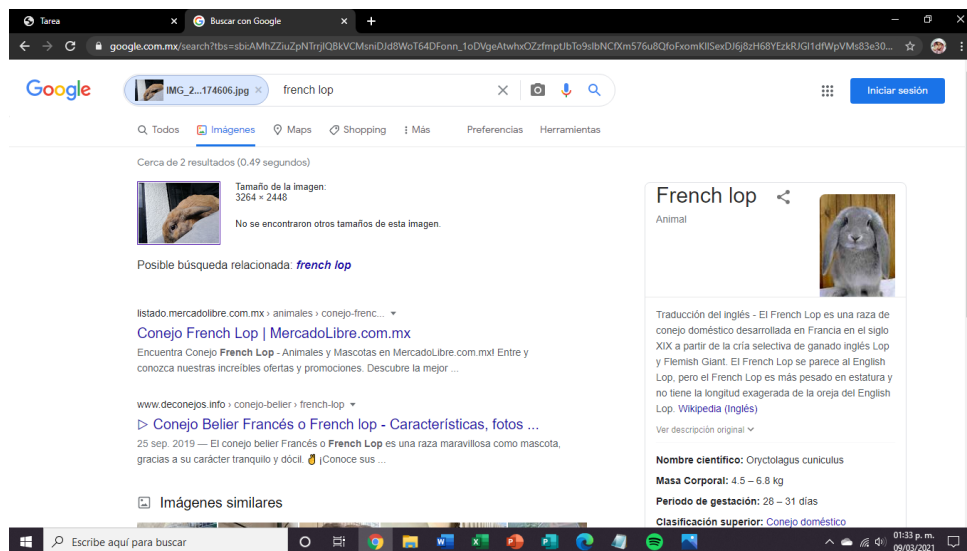 Tarea
Buscar con Google
google.com.mx/search?tbs=sbi:AMhZZiuZpNTrrjlQBkVCMsniDJd8WoT64DFonn_1oDVgeAtwhxOZzfmptUbTo9slbNCfXm576u8QfoFxomKllSexDJ6j8zH68YEzkRJGl1dfWpVMs83e30...
Google
IMG_2...174606.jpg
french lop
Iniciar sesión
Todos
Imágenes
Maps
Shopping
Más
Preferencias
Herramientas
Cerca de 2 resultados (0.49 segundos)
Tamaño de la imagen:
3264 × 2448
No se encontraron otros tamaños de esta imagen.
Posible búsqueda relacionada: french lop
listado.mercadolibre.com.mx › animales › conejo-frenc...
Conejo French Lop | MercadoLibre.com.mx
Encuentra Conejo French Lop - Animales y Mascotas en MercadoLibre.com.mx! Entre y
conozca nuestras increíbles ofertas y promociones. Descubre la mejor ...
www.deconejos.info › conejo-belier › french-lop
▷ Conejo Belier Francés o French lop - Características, fotos ...
25 sep. 2019 — El conejo belier Francés o French Lop es una raza maravillosa como mascota,
gracias a su carácter tranquilo y dócil. ¡Conoce sus ...
Imágenes similares
French lop
Animal
Traducción del inglés - El French Lop es una raza de
conejo doméstico desarrollada en Francia en el siglo
XIX a partir de la cría selectiva de ganado inglés Lop
y Flemish Giant. El French Lop se parece al English
Lop, pero el French Lop es más pesado en estatura y
no tiene la longitud exagerada de la oreja del English
Lop. Wikipedia (Inglés)
Ver descripción original
Nombre científico: Oryctolagus cuniculus
Masa Corporal: 4.5 – 6.8 kg
Periodo de gestación: 28 – 31 días
Clasificación superior: Conejo doméstico
Escribe aquí para buscar
01:33 p. m.
09/03/2021